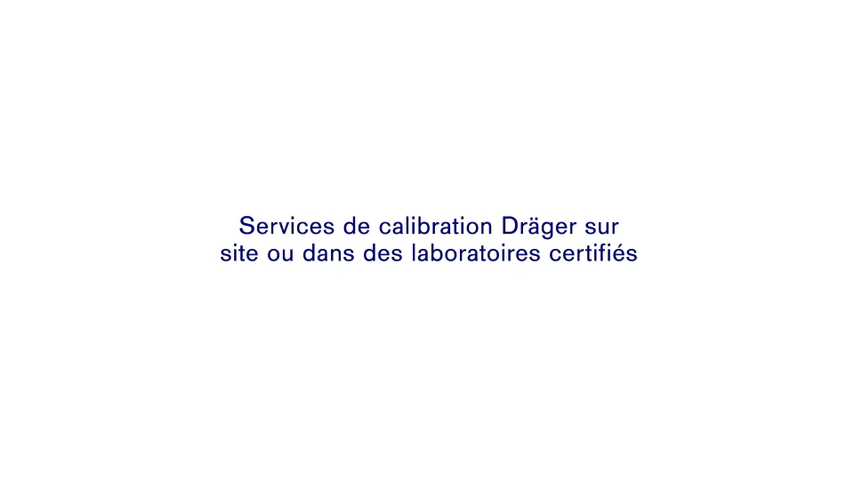 Services de calibration Dräger sur
site ou dans des laboratoires certifiés